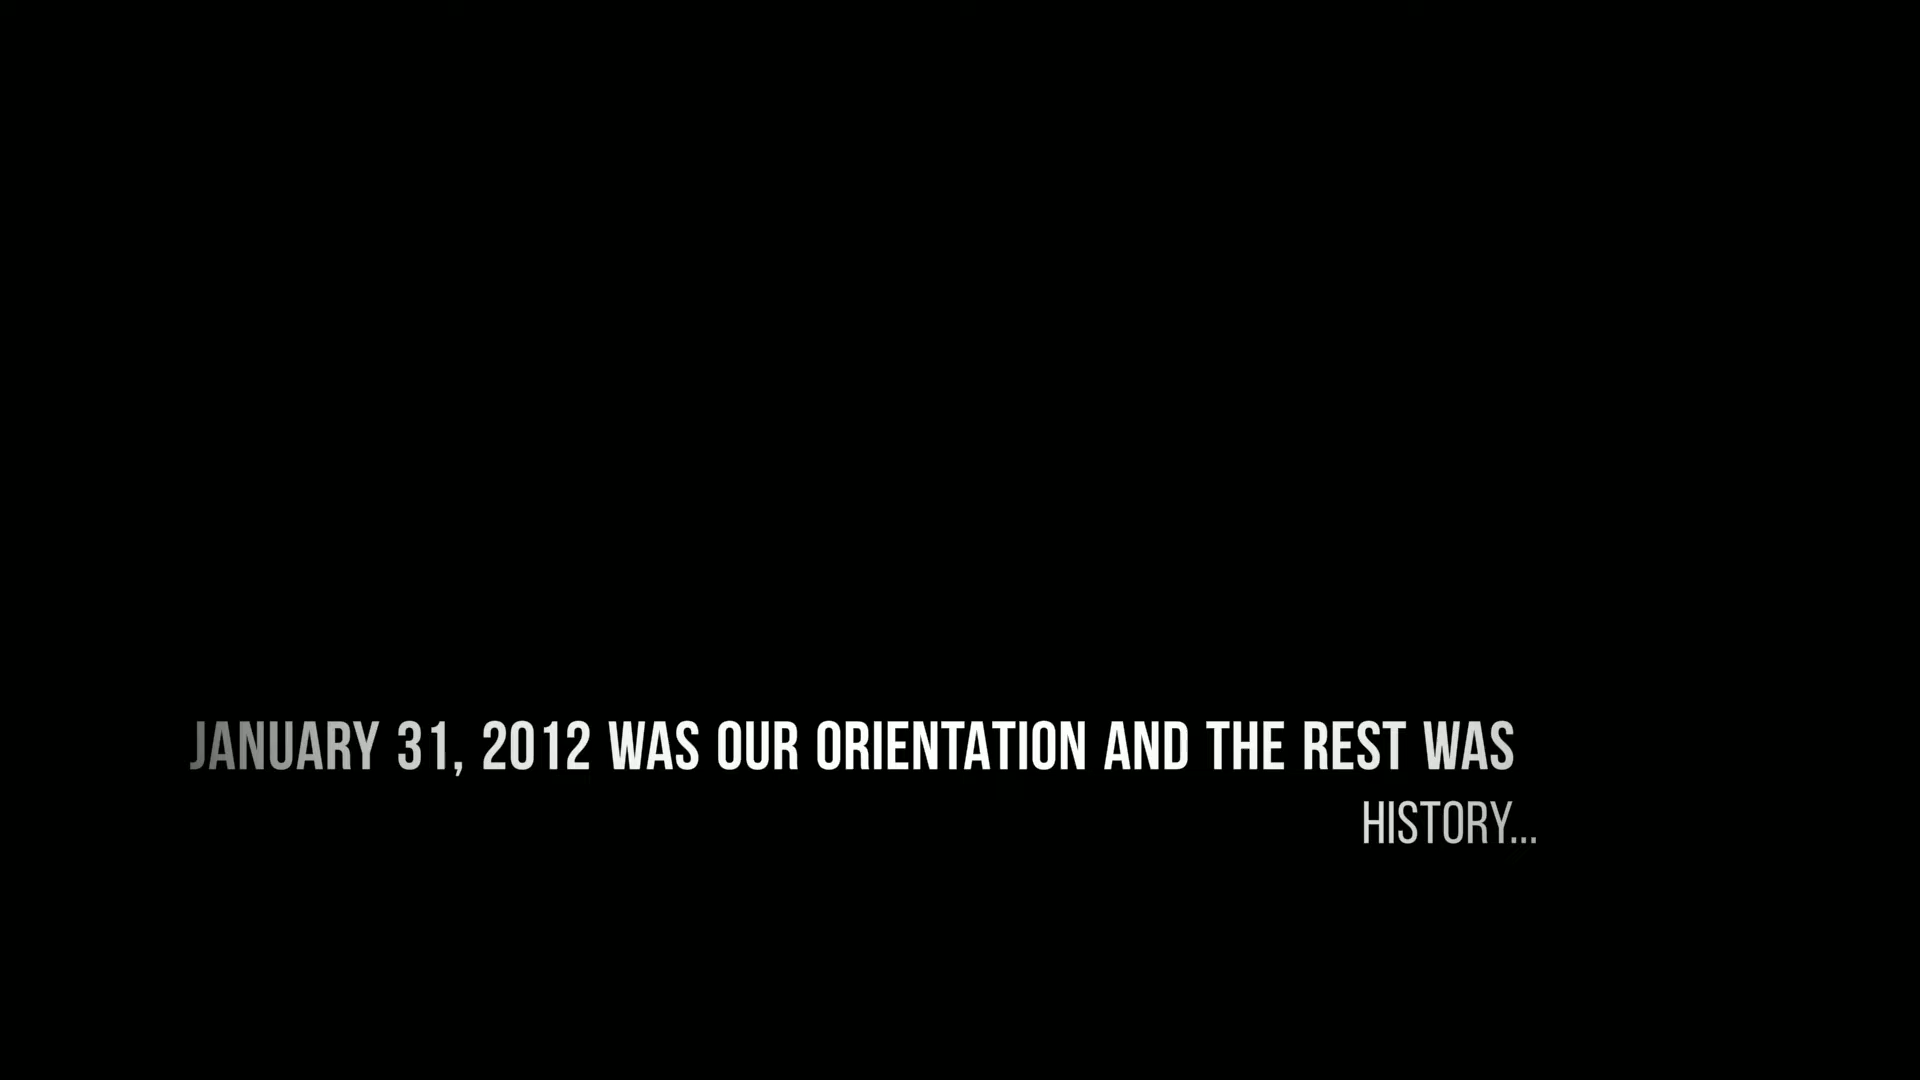 JANUARY 31, 2012 WAS OUR ORIENTATION AND THE REST WAS
HISTORY...